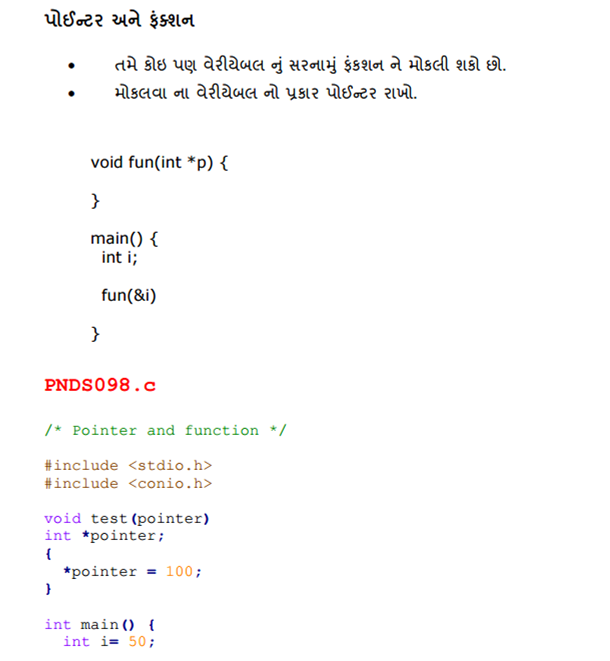 પોઈન્ટર અને ફંક્શન
• તમે કોઇ પણ વેરીયેબલ નું સરનામું ફંકશન ને મોકલી શકો છો.
• મોકલવા ના વેરીયેબલ નો પ્રકાર પોઈન્ટર રાખો.
void fun(int *p) {
}
main() {
int i;
fun(&i)
}
PNDS098.c
/* Pointer and function */
#include <stdio.h>
#include <conio.h>
void test(pointer)
int *pointer;
{
*pointer = 100;
}
int main() {
int i= 50;